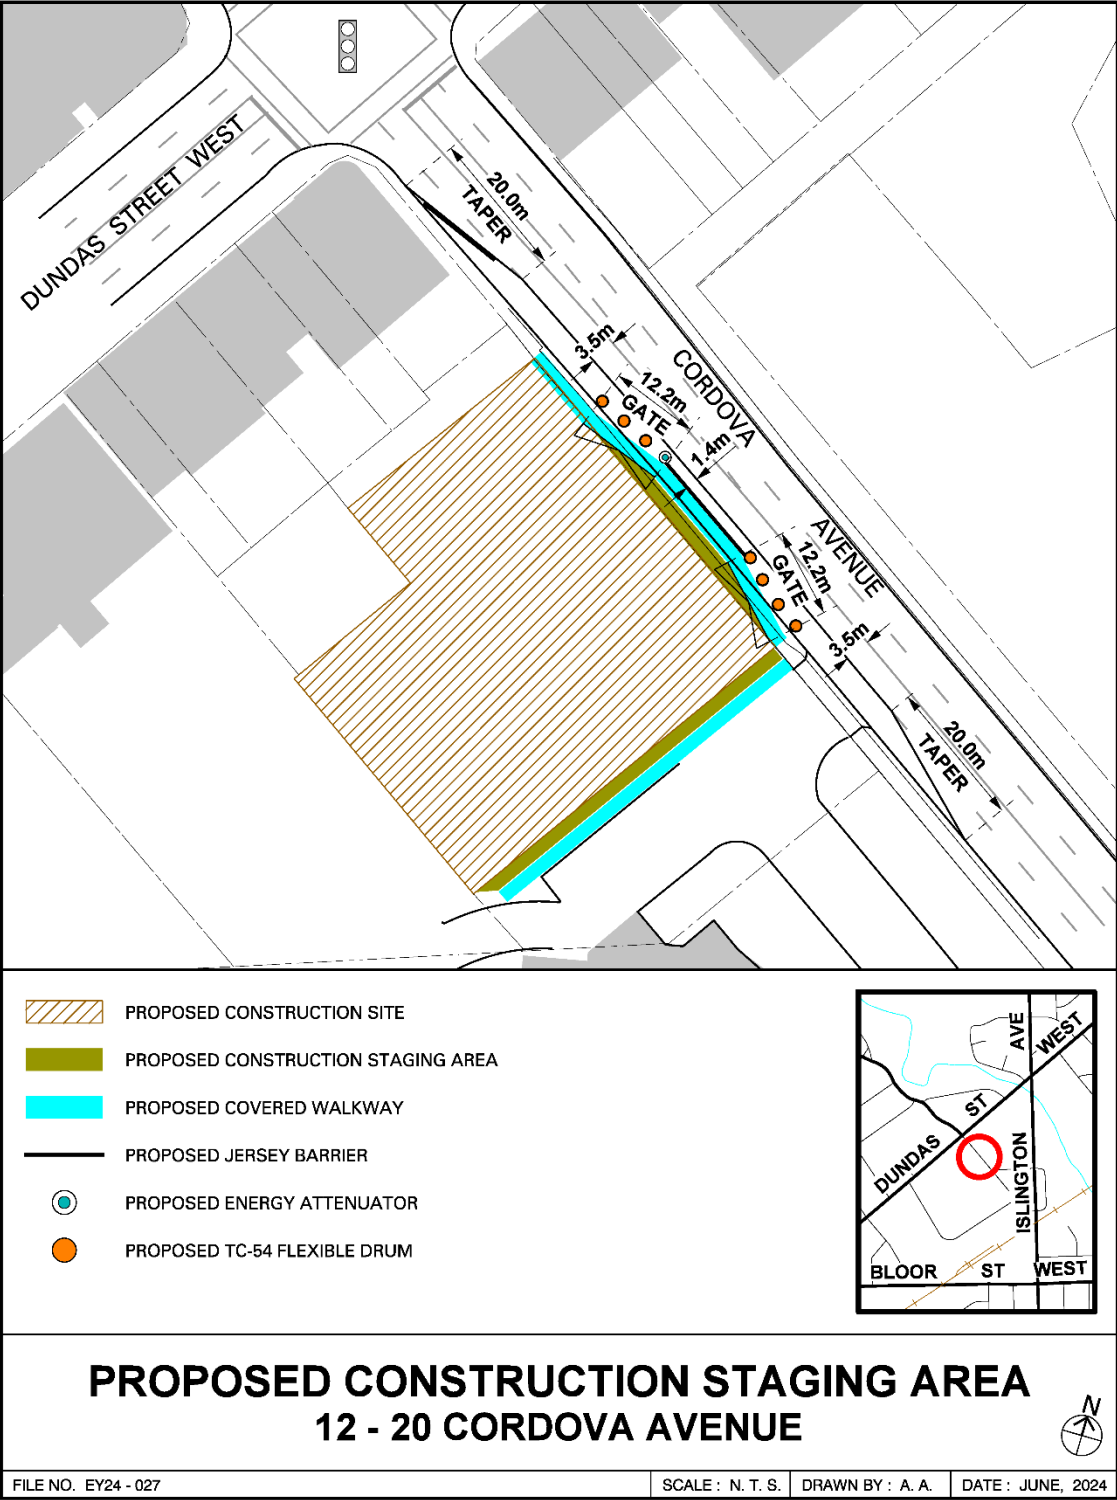 DUNDAS STREET WEST
20.0m
TAPER
3.5m
CORDOVA
12.2m
GATE
1.4m
AVENUE
12.2m
GATE
3.5m
20.0m
TAPER
PROPOSED CONSTRUCTION SITE
PROPOSED CONSTRUCTION STAGING AREA
PROPOSED COVERED WALKWAY
PROPOSED JERSEY BARRIER
PROPOSED ENERGY ATTENUATOR
PROPOSED TC-54 FLEXIBLE DRUM
AVE
WEST
ST
DUNDAS
ISLINGTON
BLOOR ST WEST
PROPOSED CONSTRUCTION STAGING AREA
12 - 20 CORDOVA AVENUE
N
FILE NO. EY24 - 027
SCALE : N. T. S.
DRAWN BY : A. A.
DATE : JUNE, 2024